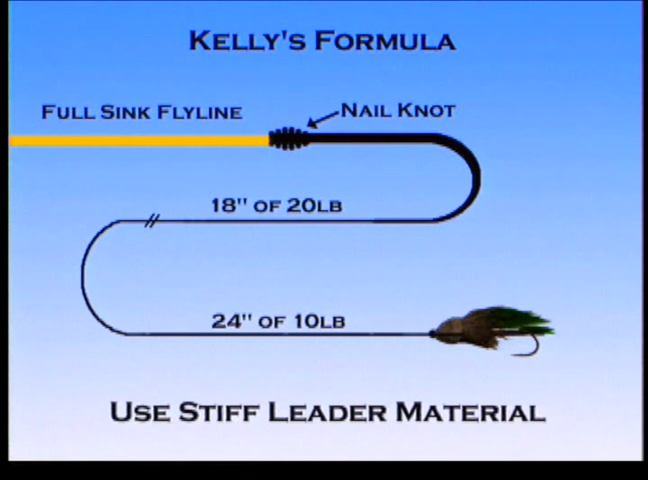 KELLY'S FORMULA
FULL SINK FLYLINE
NAIL KNOT
18" OF 20LB
24" OF 10LB
USE STIFF LEADER MATERIAL